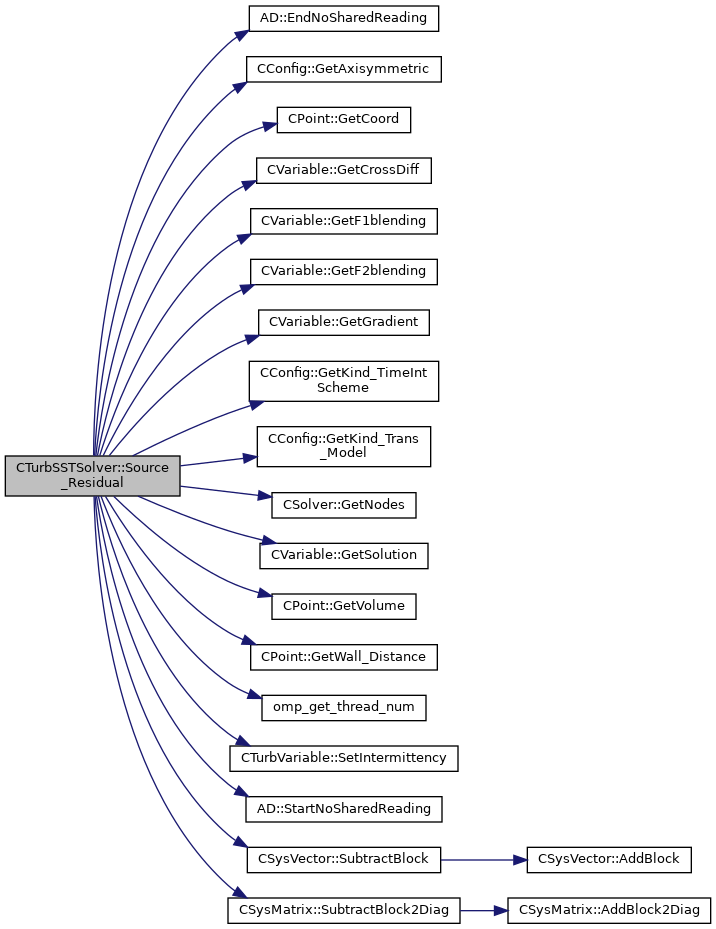 AD::EndNoSharedReading
CConfig::GetAxisymmetric
CPoint::GetCoord
CVariable::GetCrossDiff
CVariable::GetF1blending
CVariable::GetF2blending
CVariable::GetGradient
CConfig::GetKind_TimeInt
Scheme
CConfig::GetKind_Trans
_Model
CTurbSSTSolver::Source
_Residual
CSolver::GetNodes
CVariable::GetSolution
CPoint::GetVolume
CPoint::GetWall_Distance
omp_get_thread_num
CTurbVariable::SetIntermittency
AD::StartNoSharedReading
CSysVector::SubtractBlock
CSysVector::AddBlock
CSysMatrix::SubtractBlock2Diag
CSysMatrix::AddBlock2Diag